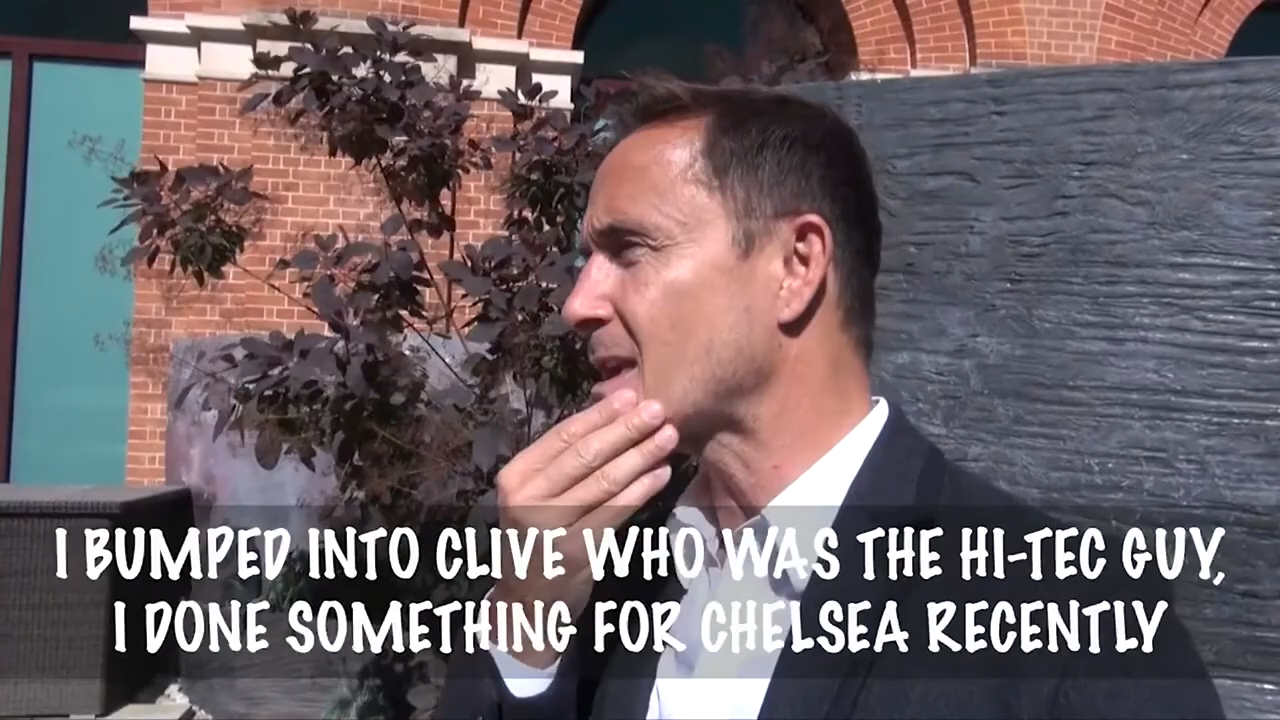 I BUMPED INTO CLIVE WHO WAS THE HI-TEC GUY,
I DONE SOMETHING FOR CHELSEA RECENTLY